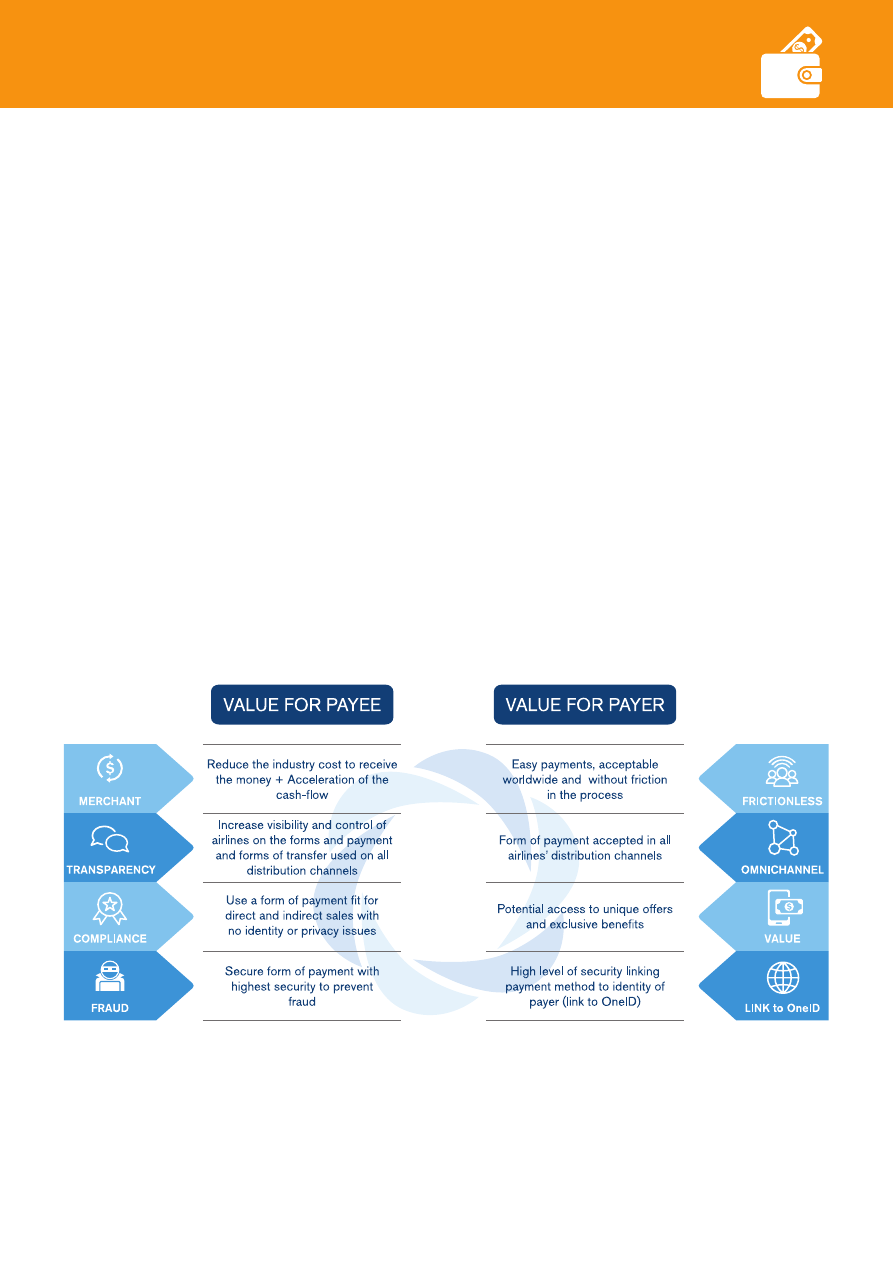 VALUE FOR PAYEE
VALUE FOR PAYER
MERCHANT
Reduce the industry cost to receive
the money + Acceleration of the
cash-flow
Easy payments, acceptable
worldwide and without friction
in the process
FRICTIONLESS
TRANSPARENCY
Increase visibility and control of
airlines on the forms and payment
and forms of transfer used on all
distribution channels
Form of payment accepted in all
airlines' distribution channels
OMNICHANNEL
COMPLIANCE
Use a form of payment fit for
direct and indirect sales with
no identity or privacy issues
Potential access to unique offers
and exclusive benefits
VALUE
FRAUD
Secure form of payment with
highest security to prevent
fraud
High level of security linking
payment method to identity of
payer (link to OneID)
LINK to OneID